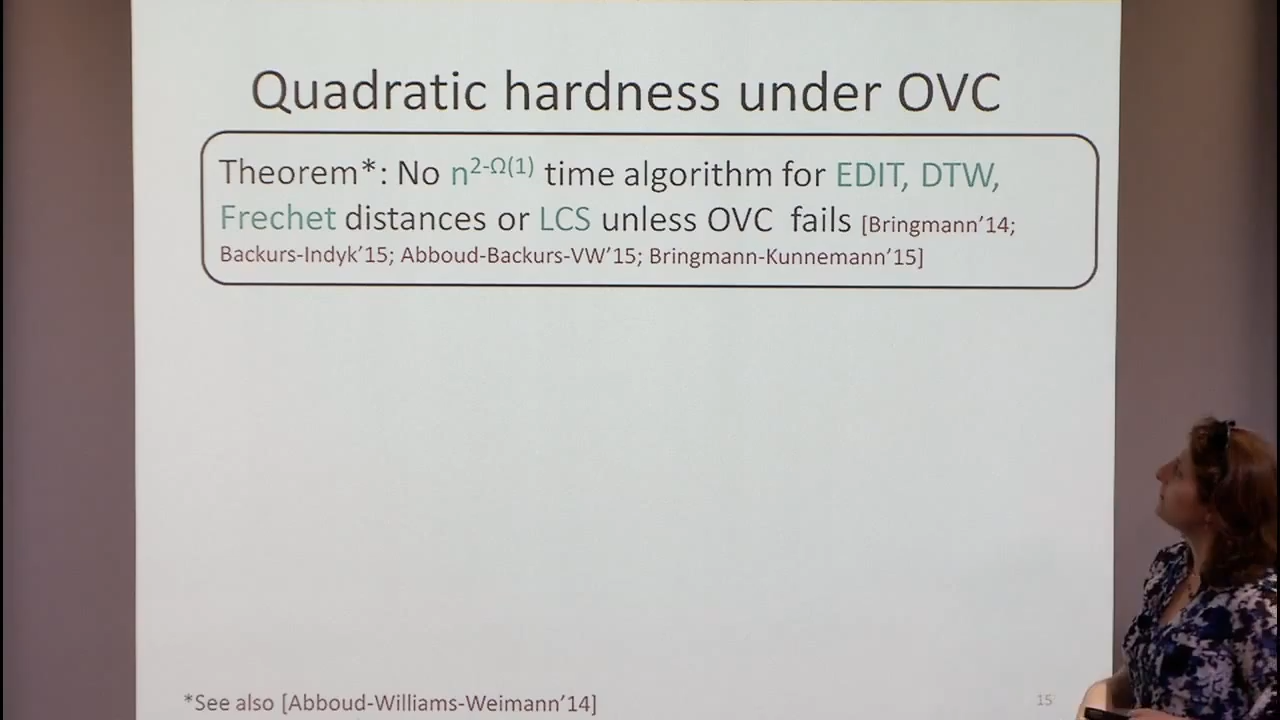 Quadratic hardness under OVC
Theorem*: No n^2-Ω(1) time algorithm for EDIT, DTW,
Frechet distances or LCS unless OVC fails [Bringmann’14;
Backurs-Indyk’15; Abboud-Backurs-VW’15; Bringmann-Kunnemann’15]
*See also [Abboud-Williams-Weimann’14]
15